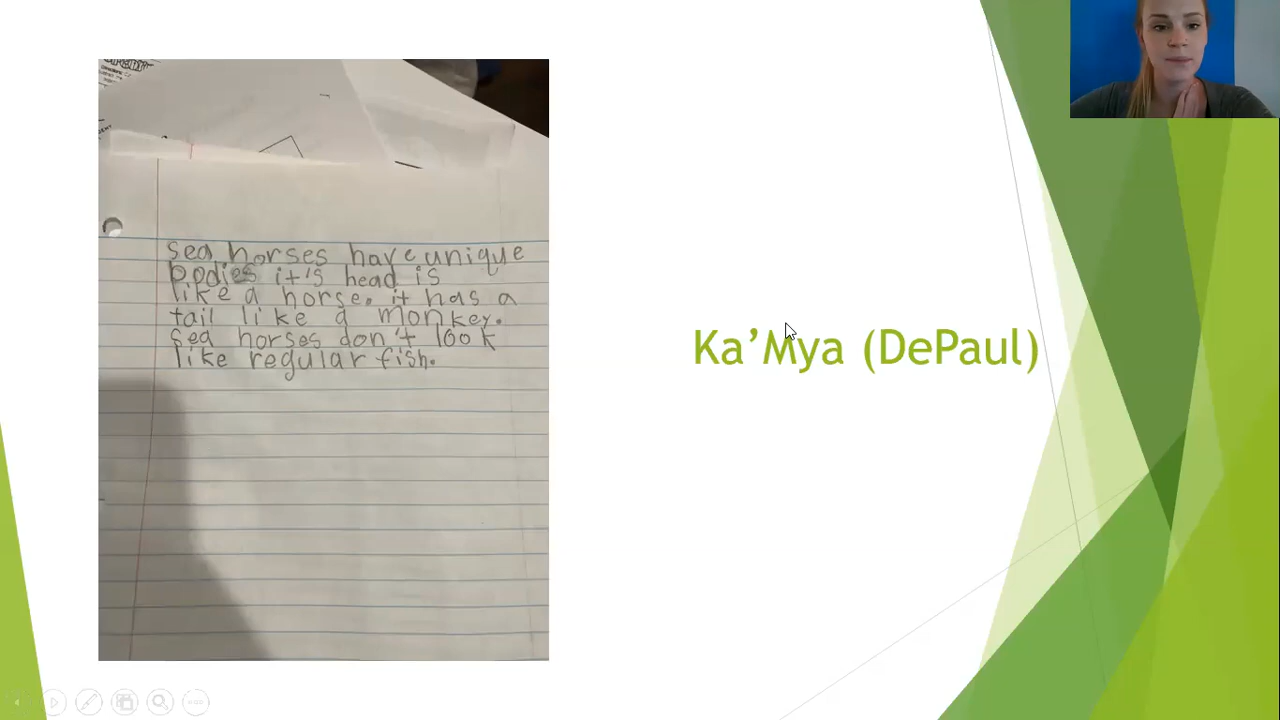 sea horses have unique
bodies it's head is
like a horse. it has a
tail like a monkey.
sea horses don't look
like regular fish.
Ka'Mya (DePaul)